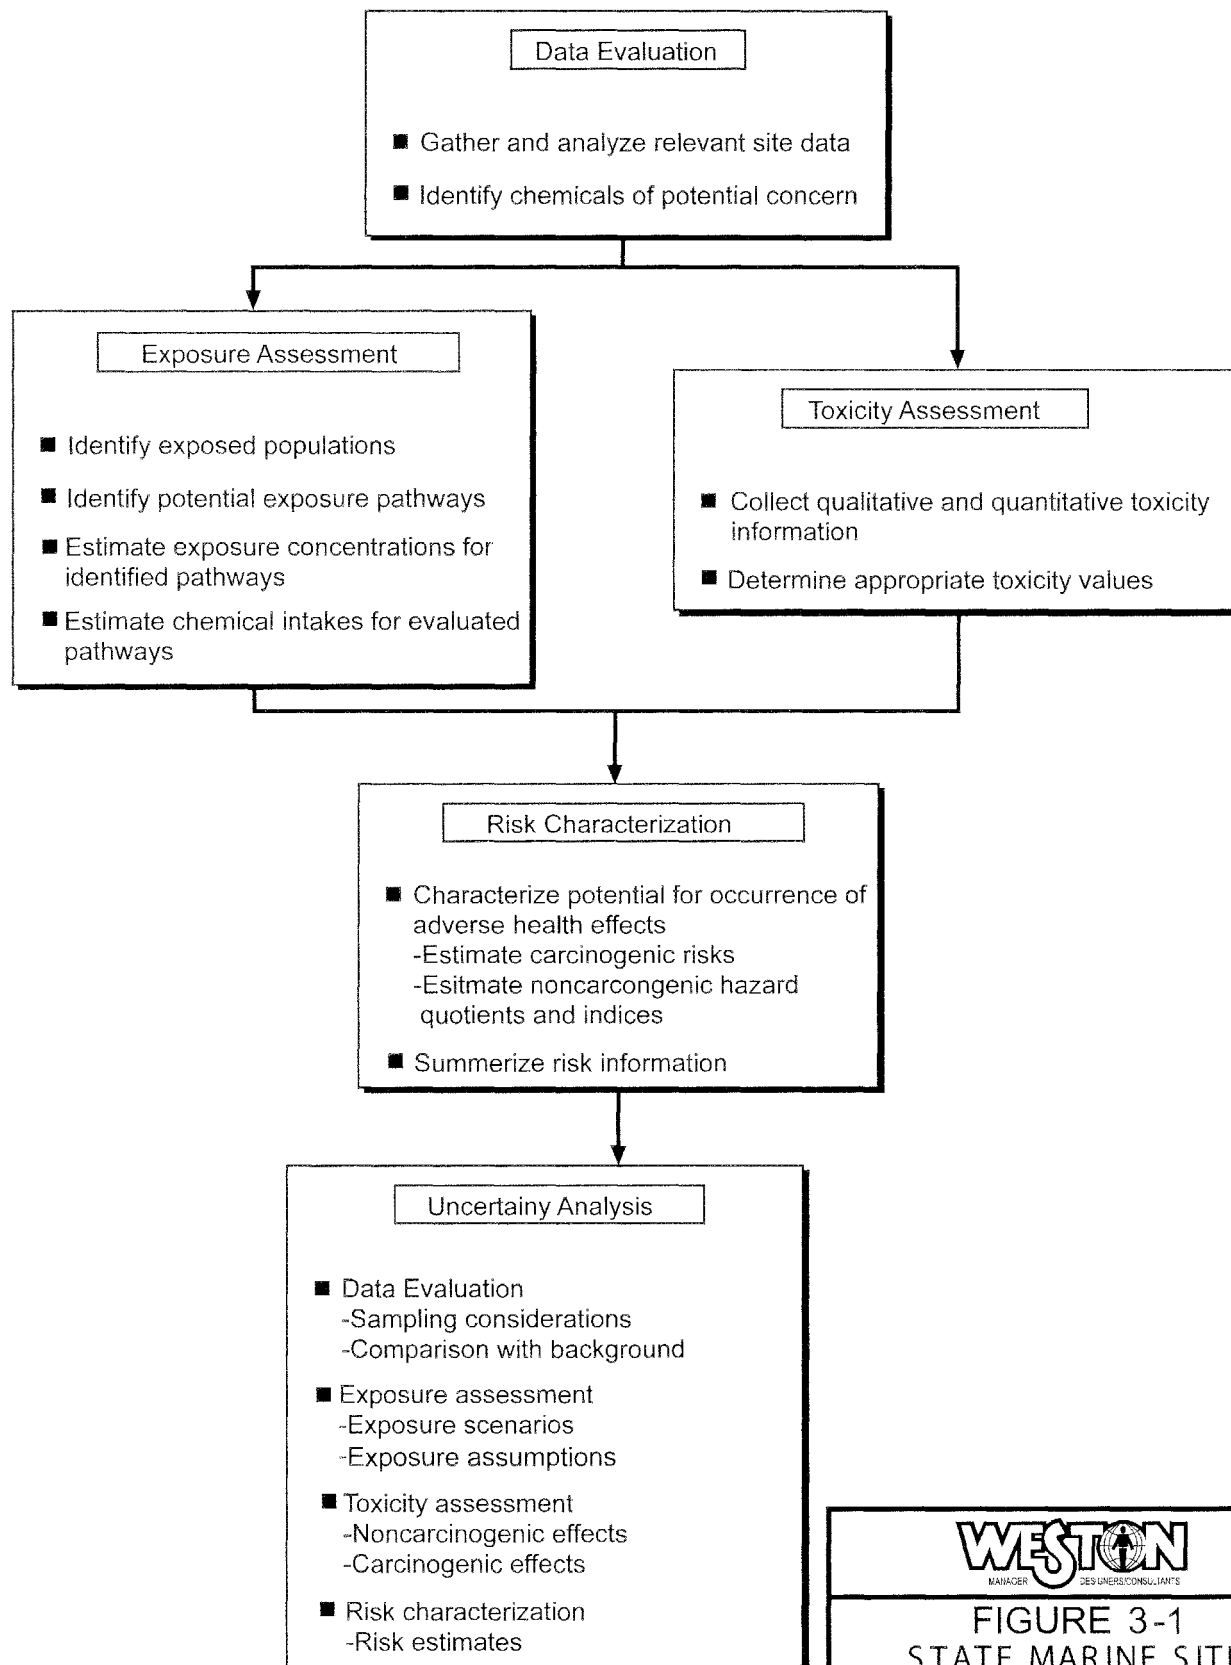 Data Evaluation
■ Gather and analyze relevant site data
■ Identify chemicals of potential concern
Exposure Assessment
■ Identify exposed populations
■ Identify potential exposure pathways
■ Estimate exposure concentrations for
identified pathways
■ Estimate chemical intakes for evaluated
pathways
Toxicity Assessment
■ Collect qualitative and quantitative toxicity
information
■ Determine appropriate toxicity values
Risk Characterization
■ Characterize potential for occurrence of
adverse health effects
-Estimate carcinogenic risks
-Esitmate noncarcongenic hazard
quotients and indices
■ Summerize risk information
Uncertainy Analysis
■ Data Evaluation
-Sampling considerations
-Comparison with background
■ Exposure assessment
-Exposure scenarios
-Exposure assumptions
■ Toxicity assessment
-Noncarcinogenic effects
-Carcinogenic effects
■ Risk characterization
-Risk estimates
WESTON
MANAGER DESIGNERS/CONSULTANTS
FIGURE 3-1
STATE MARINE